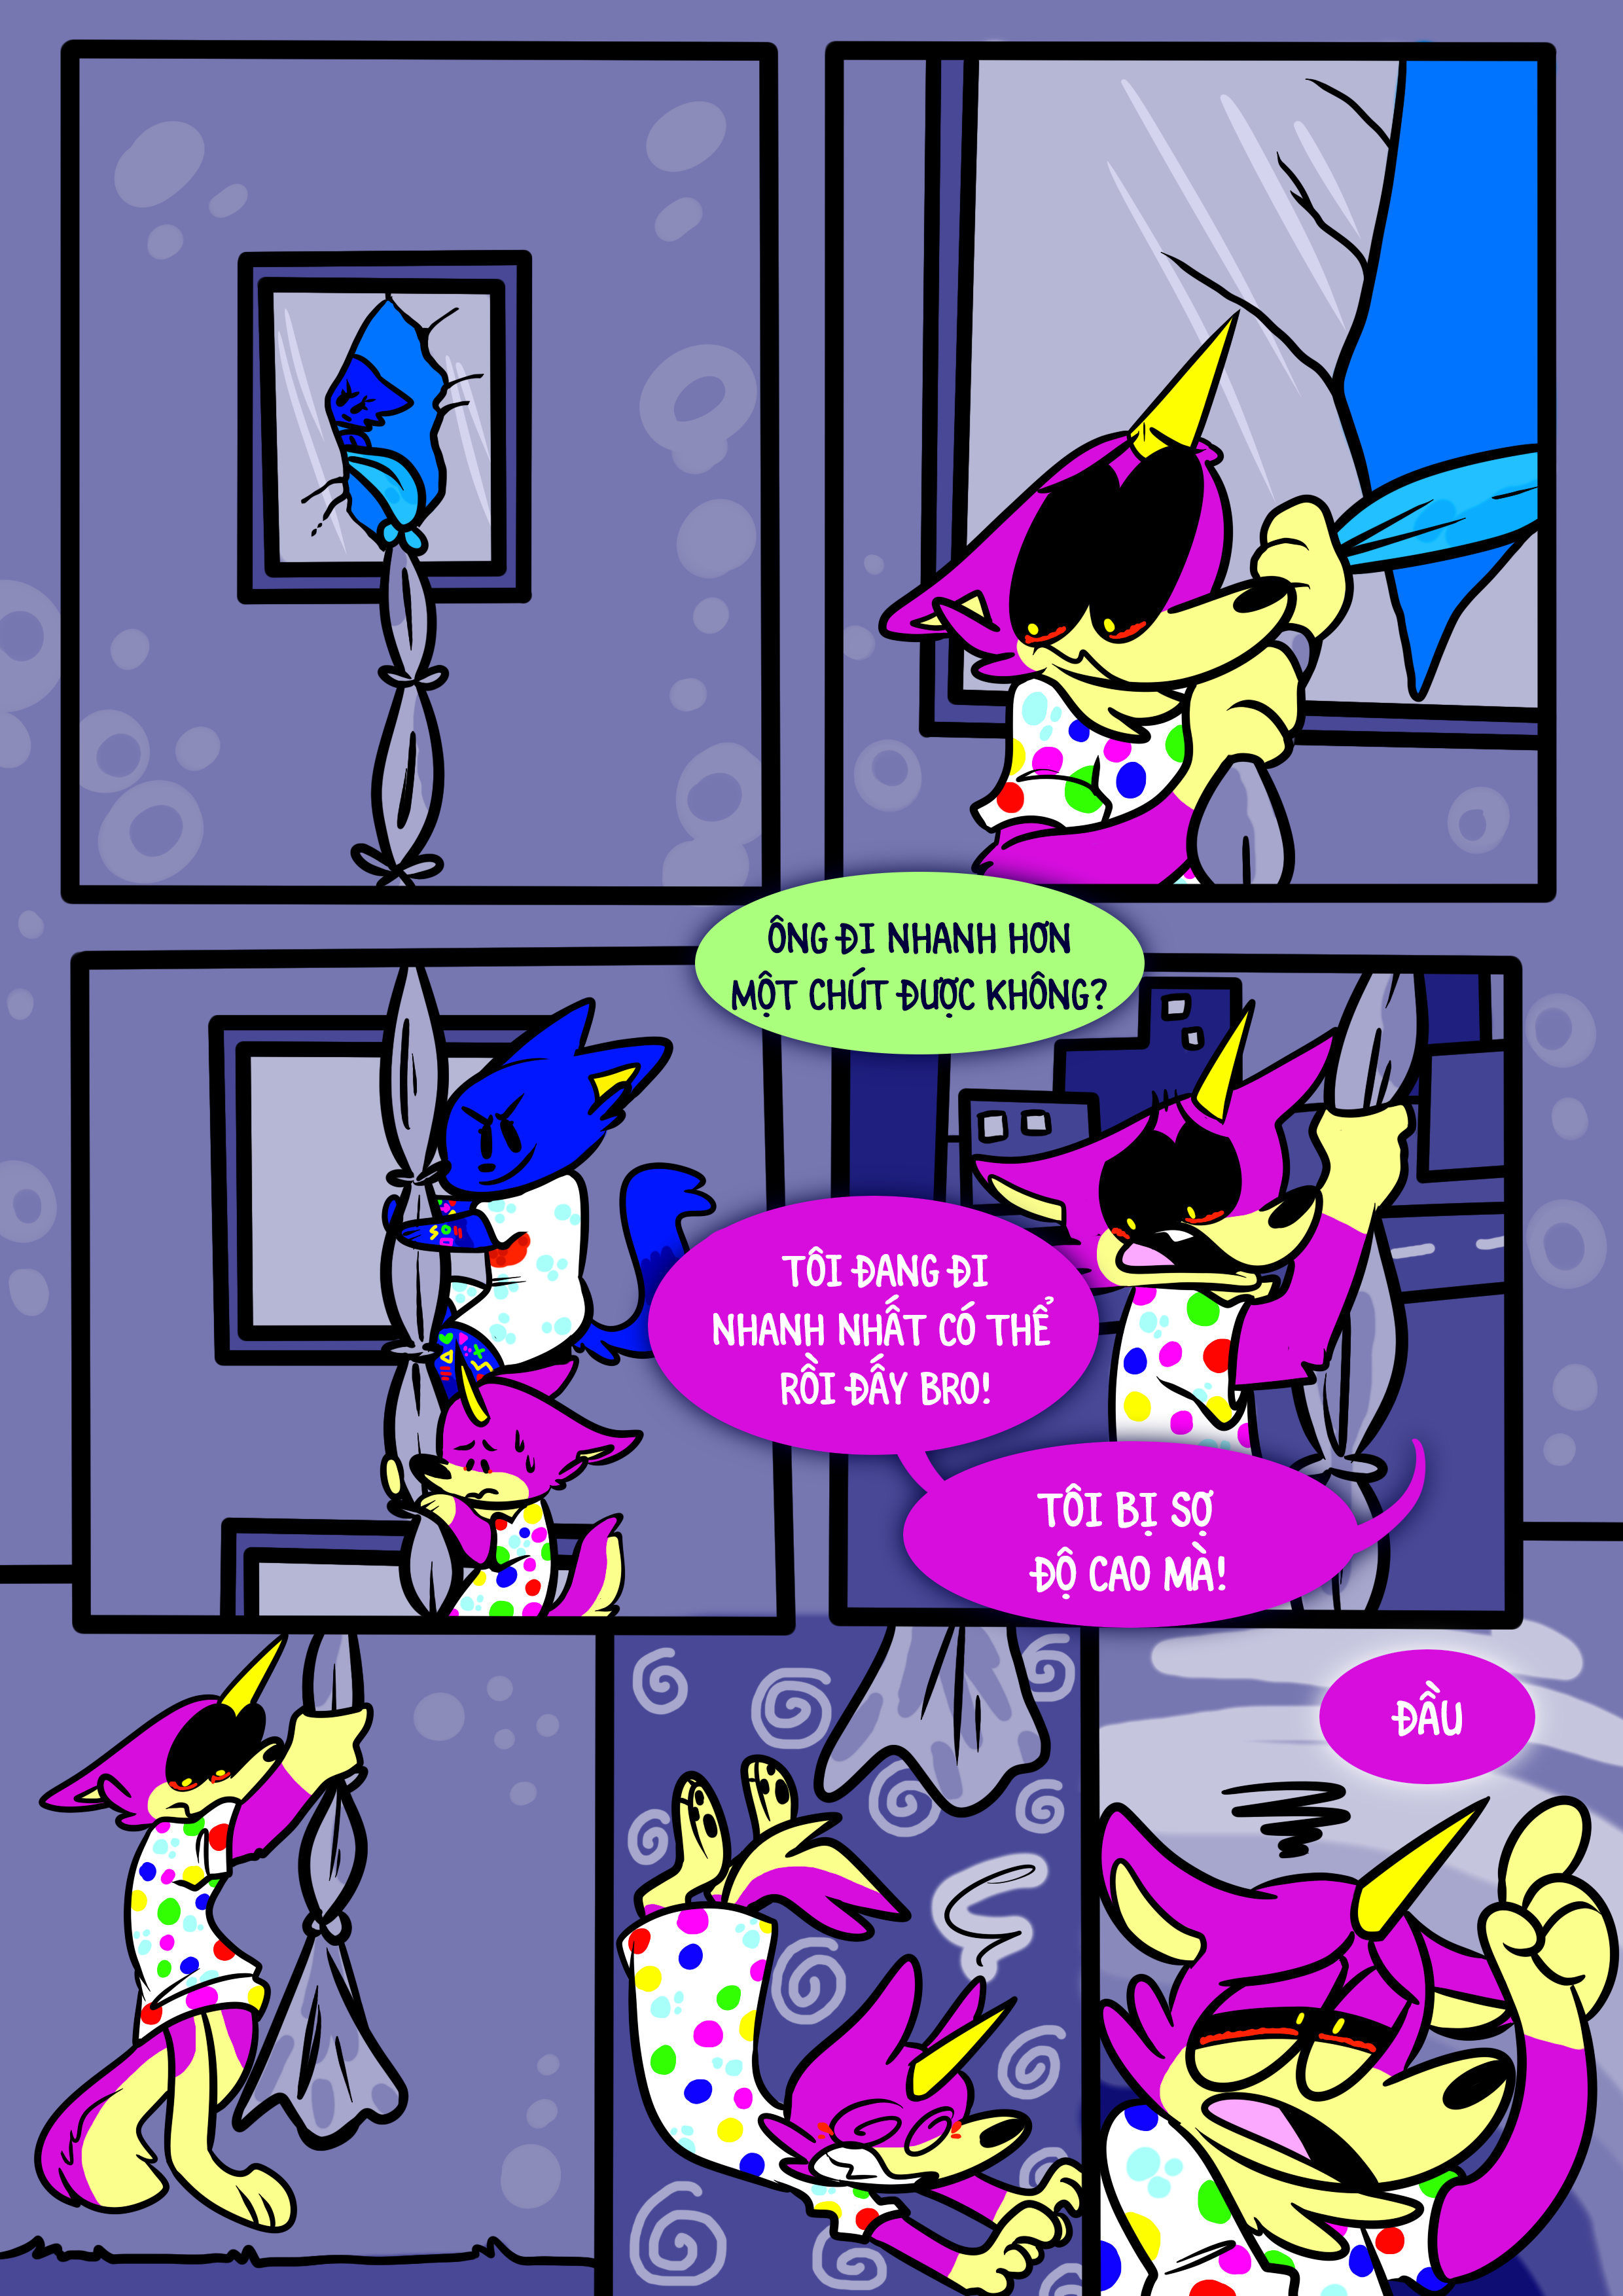 ÔNG ĐI NHANH HƠN
MỘT CHÚT ĐƯỢC KHÔNG?
TÔI ĐANG ĐI
NHANH NHẤT CÓ THỂ
RỒI ĐẤY BRO!
TÔI BỊ SỢ
ĐỘ CAO MÀ!
ĐẦU